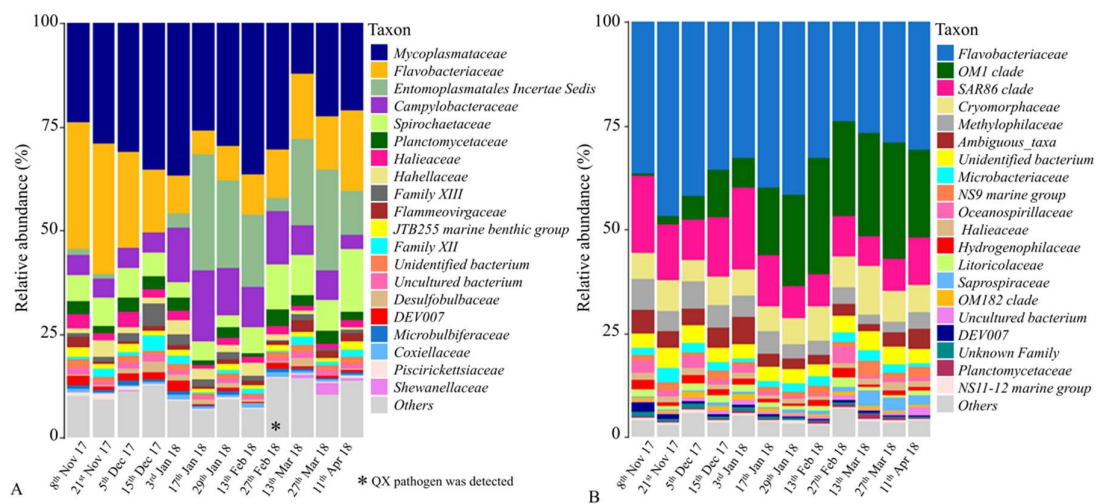 Relative abundance (%)
100
75
50
25
0
8th Nov 17
21st Nov 17
5th Dec 17
15th Dec 17
3rd Jan 18
17th Jan 18
29th Jan 18
13th Feb 18
27th Feb 18
13th Mar 18
27th Mar 18
11th Apr 18
*
A
Taxon
Mycoplasmataceae
Flavobacteriaceae
Entomoplasmatales Incertae Sedis
Campylobacteraceae
Spirochaetaceae
Planctomycetaceae
Halieaceae
Hahellaceae
Family XIII
Flammeovirgaceae
JTB255 marine benthic group
Family XII
Unidentified bacterium
Uncultured bacterium
Desulfobulbaceae
DEV007
Microbulbiferaceae
Coxiellaceae
Piscirickettsiaceae
Shewanellaceae
Others
* QX pathogen was detected
Relative abundance (%)
100
75
50
25
0
8th Nov 17
21st Nov 17
5th Dec 17
15th Dec 17
3rd Jan 18
17th Jan 18
29th Jan 18
13th Feb 18
27th Feb 18
13th Mar 18
27th Mar 18
11th Apr 18
B
Taxon
Flavobacteriaceae
OM1 clade
SAR86 clade
Cryomorphaceae
Methylophilaceae
Ambiguous_taxa
Unidentified bacterium
Microbacteriaceae
NS9 marine group
Oceanospirillaceae
Halieaceae
Hydrogenophilaceae
Litoricolaceae
Saprospiraceae
OM182 clade
Uncultured bacterium
DEV007
Unknown Family
Planctomycetaceae
NS11-12 marine group
Others